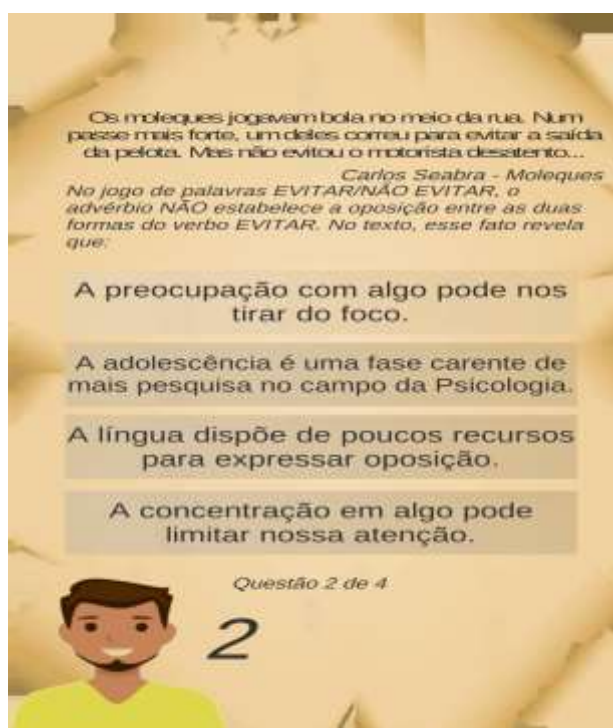 Os moleques jogavam bola no meio da rua. Num
passe mais forte, um deles correu para evitar a saída
da pelota. Mas não evitou o motorista desatento...
Carlos Seabra - Moleques
No jogo de palavras EVITAR/NÃO EVITAR, o
advérbio NÃO estabelece a oposição entre as duas
formas do verbo EVITAR. No texto, esse fato revela
que:
A preocupação com algo pode nos
tirar do foco.
A adolescência é uma fase carente de
mais pesquisa no campo da Psicologia.
A língua dispõe de poucos recursos
para expressar oposição.
A concentração em algo pode
limitar nossa atenção.
Questão 2 de 4
2